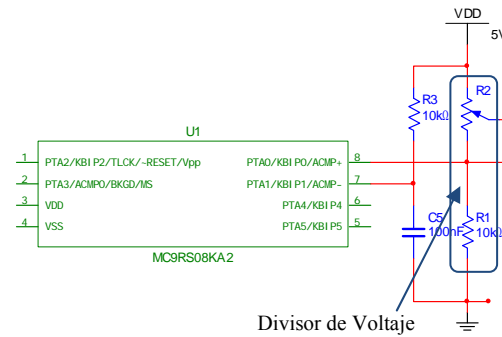 VDD
5V
R3
10kΩ
R2
U1
1 PTA2/KBIP2/TLCK/~RESET/Vpp PTA0/KBIP0/ACMP+ 8
2 PTA3/ACMPO/BKGD/MS PTA1/KBIP1/ACMP- 7
3 VDD PTA4/KBIP4 6
4 VSS PTA5/KBIP5 5
MC9RS08KA2
C5
100nF
R1
10kΩ
Divisor de Voltaje